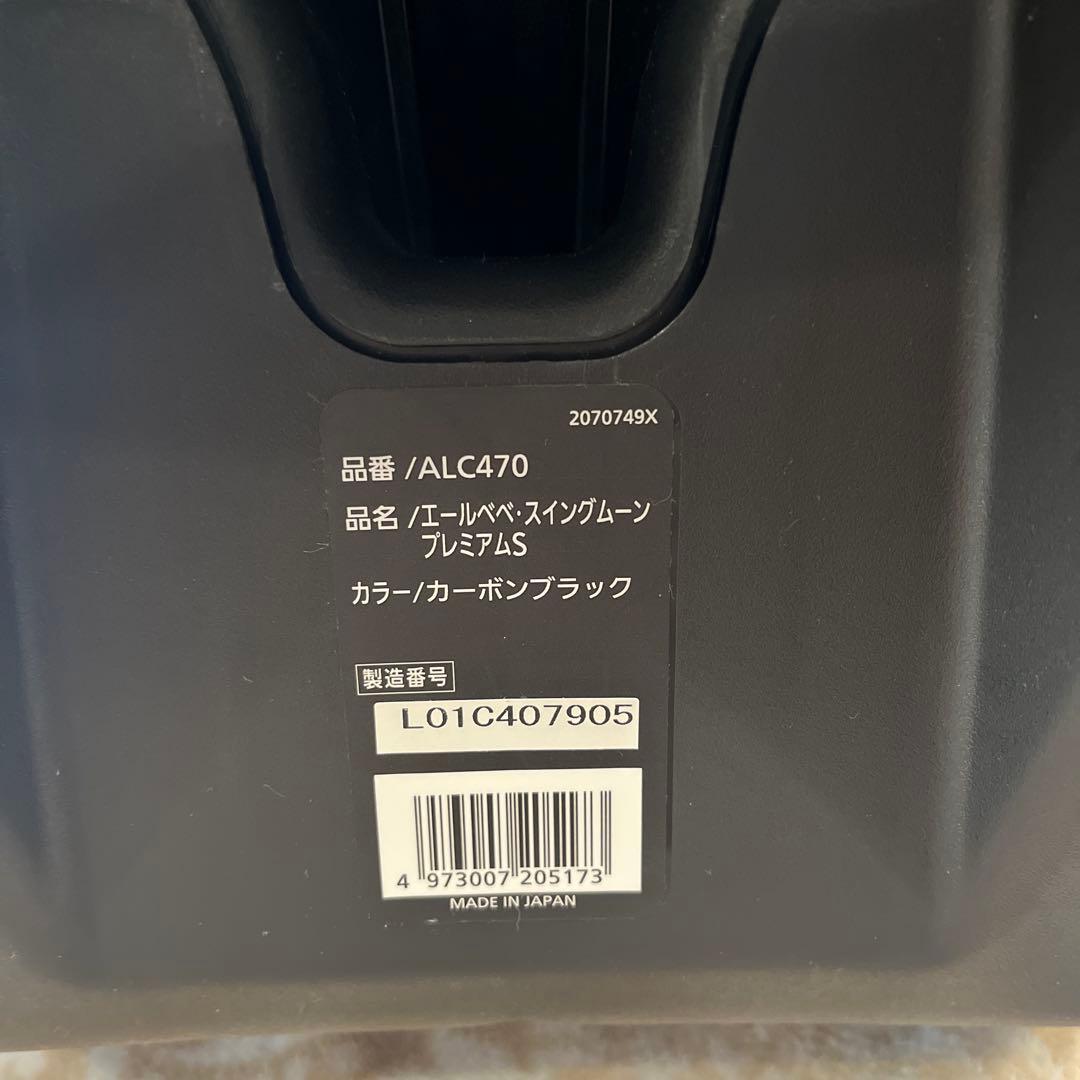 2070749X
品番 /ALC470
品名 /エールベベ・スイングムーン
プレミアムS
カラー/カーボンブラック
製造番号
L01C407905
4 973007 205173
MADE IN JAPAN